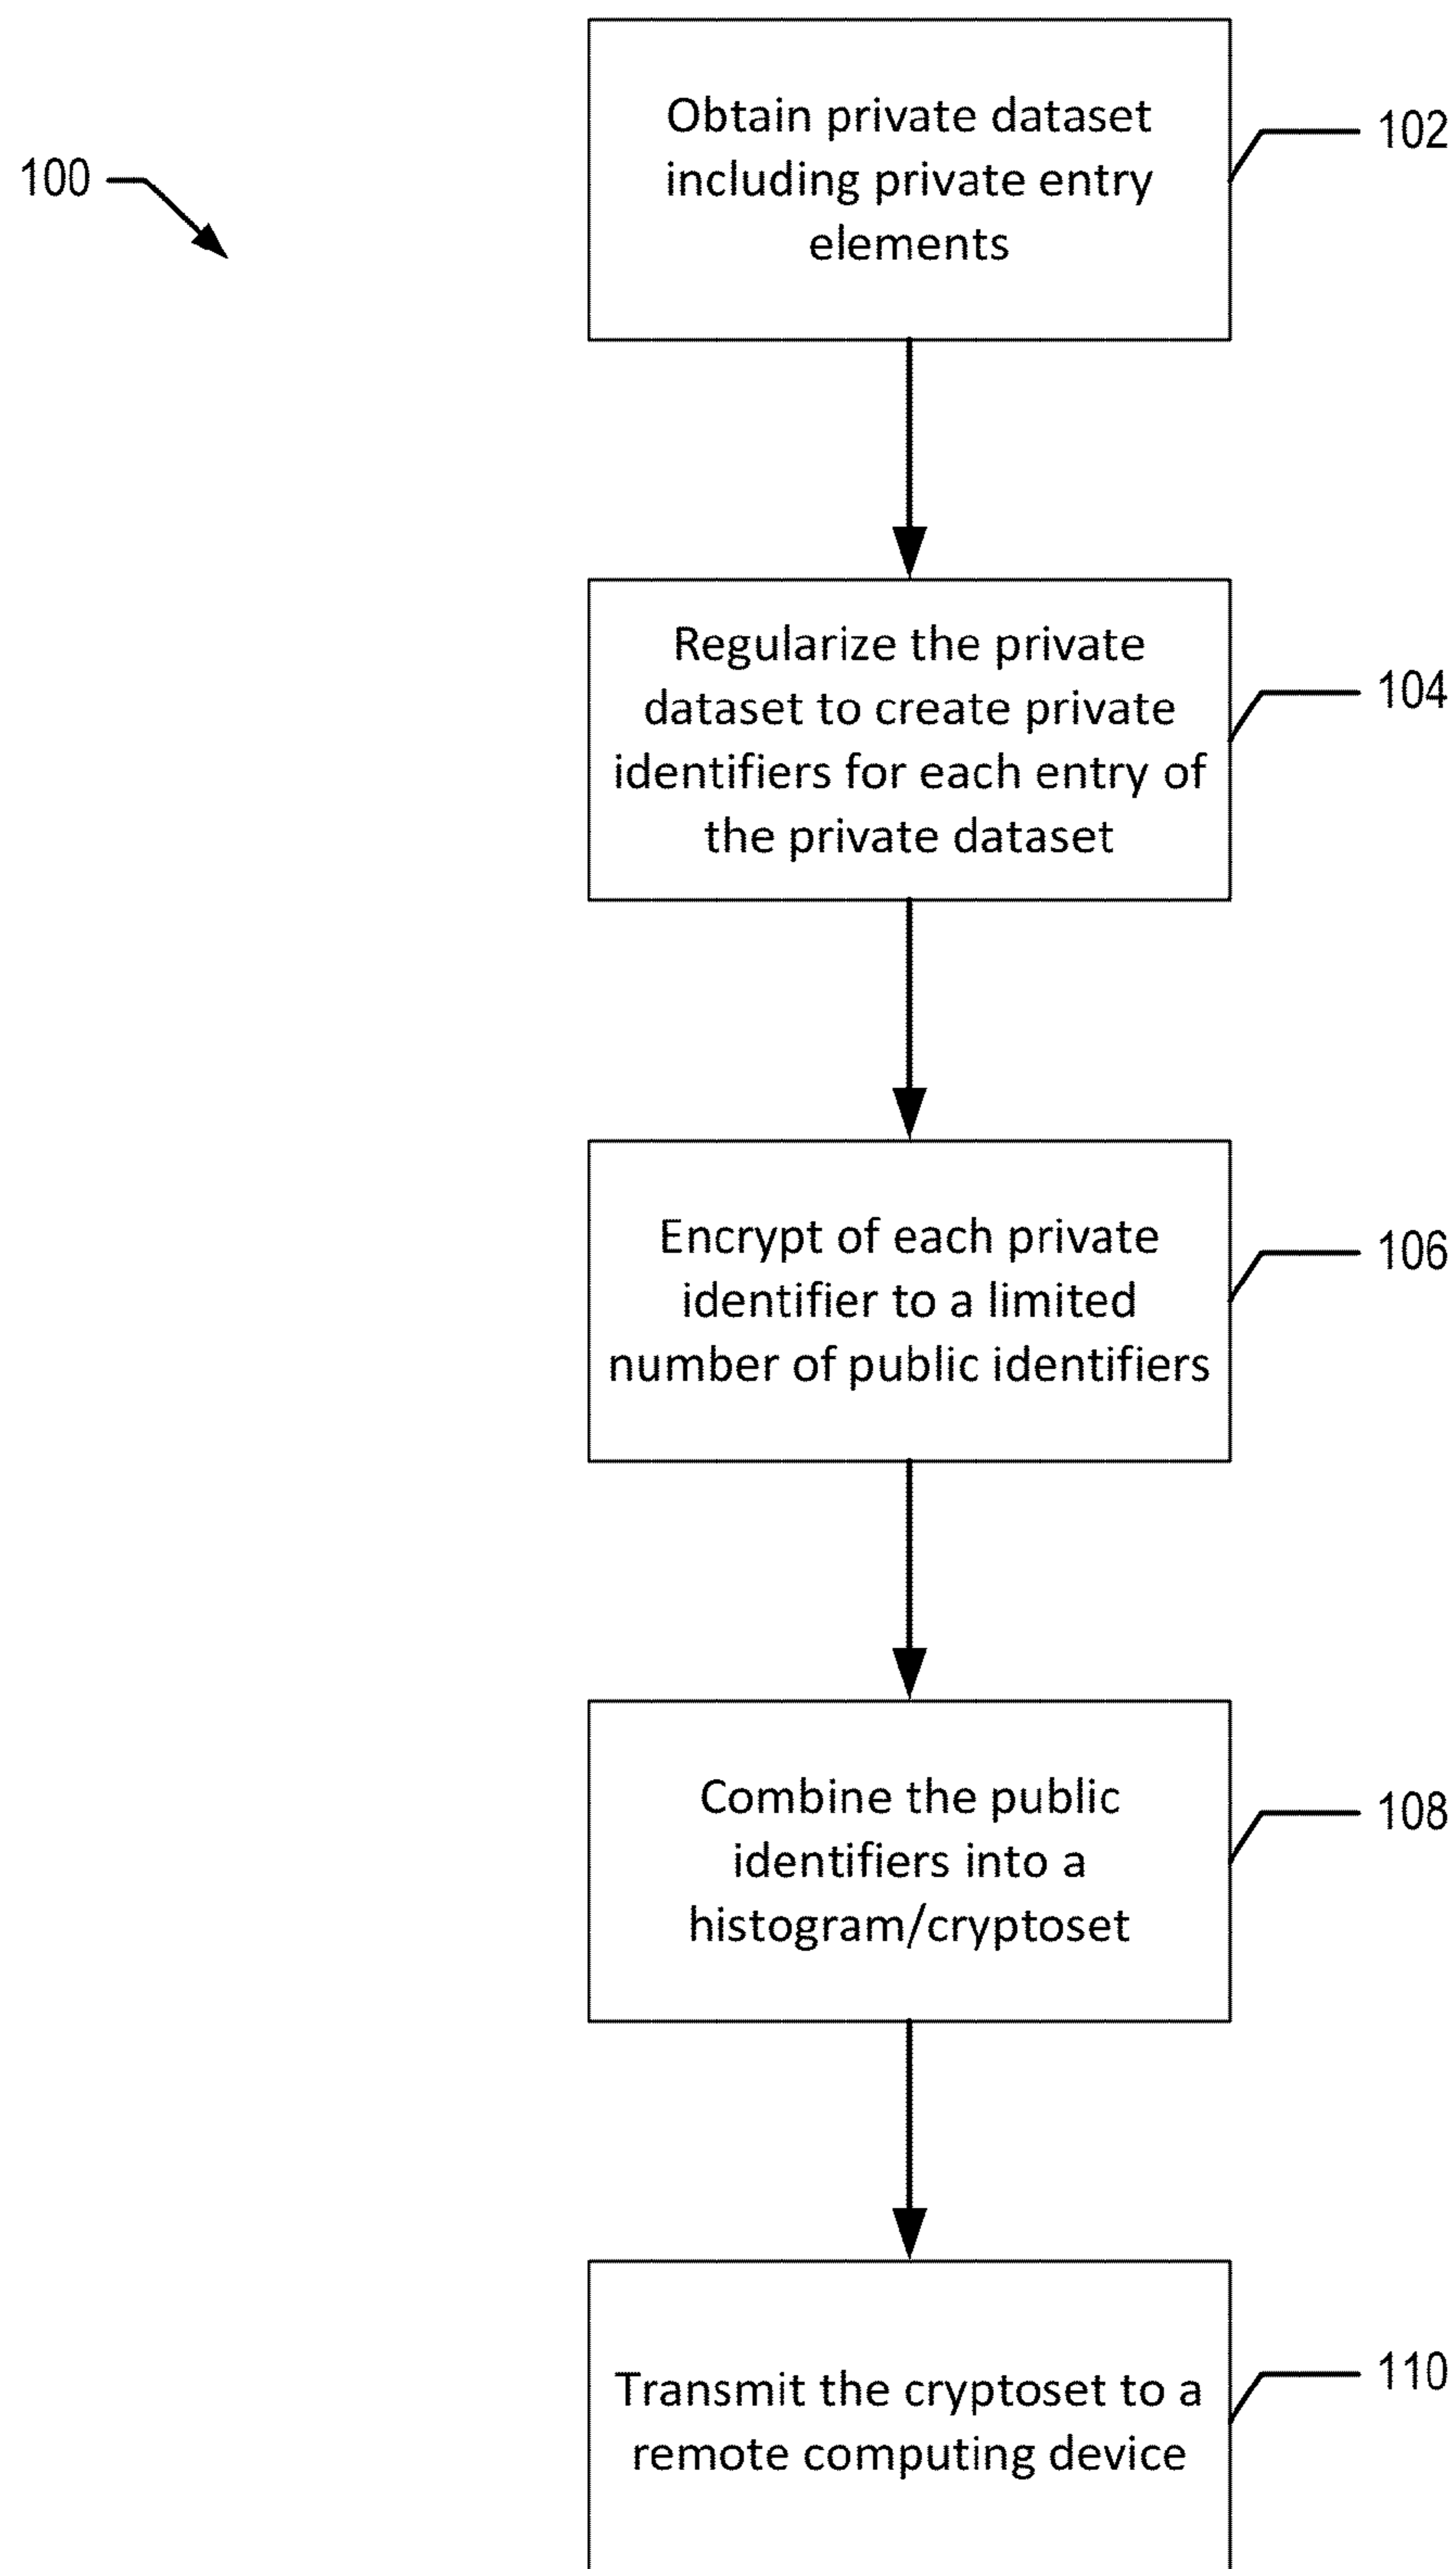 100
Obtain private dataset
including private entry
elements
102
Regularize the private
dataset to create private
identifiers for each entry of
the private dataset
104
Encrypt of each private
identifier to a limited
number of public identifiers
106
Combine the public
identifiers into a
histogram/cryptoset
108
Transmit the cryptoset to a
remote computing device
110